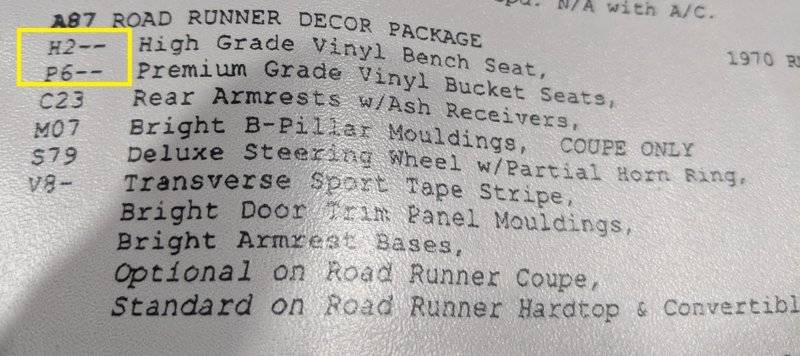 opd. N/A with A/C.
A87 ROAD RUNNER DECOR PACKAGE
H2-- High Grade Vinyl Bench Seat,
1970 R
P6-- Premium Grade Vinyl Bucket Seats,
C23 Rear Armrests w/Ash Receivers,
M07 Bright B-Pillar Mouldings, COUPE ONLY
S79 Deluxe Steering Wheel w/Partial Horn Ring,
V8- Transverse Sport Tape Stripe,
Bright Door Trim Panel Mouldings,
Bright Armrest Bases,
Optional on Road Runner Coupe,
Standard on Road Runner Hardtop & Convertibl